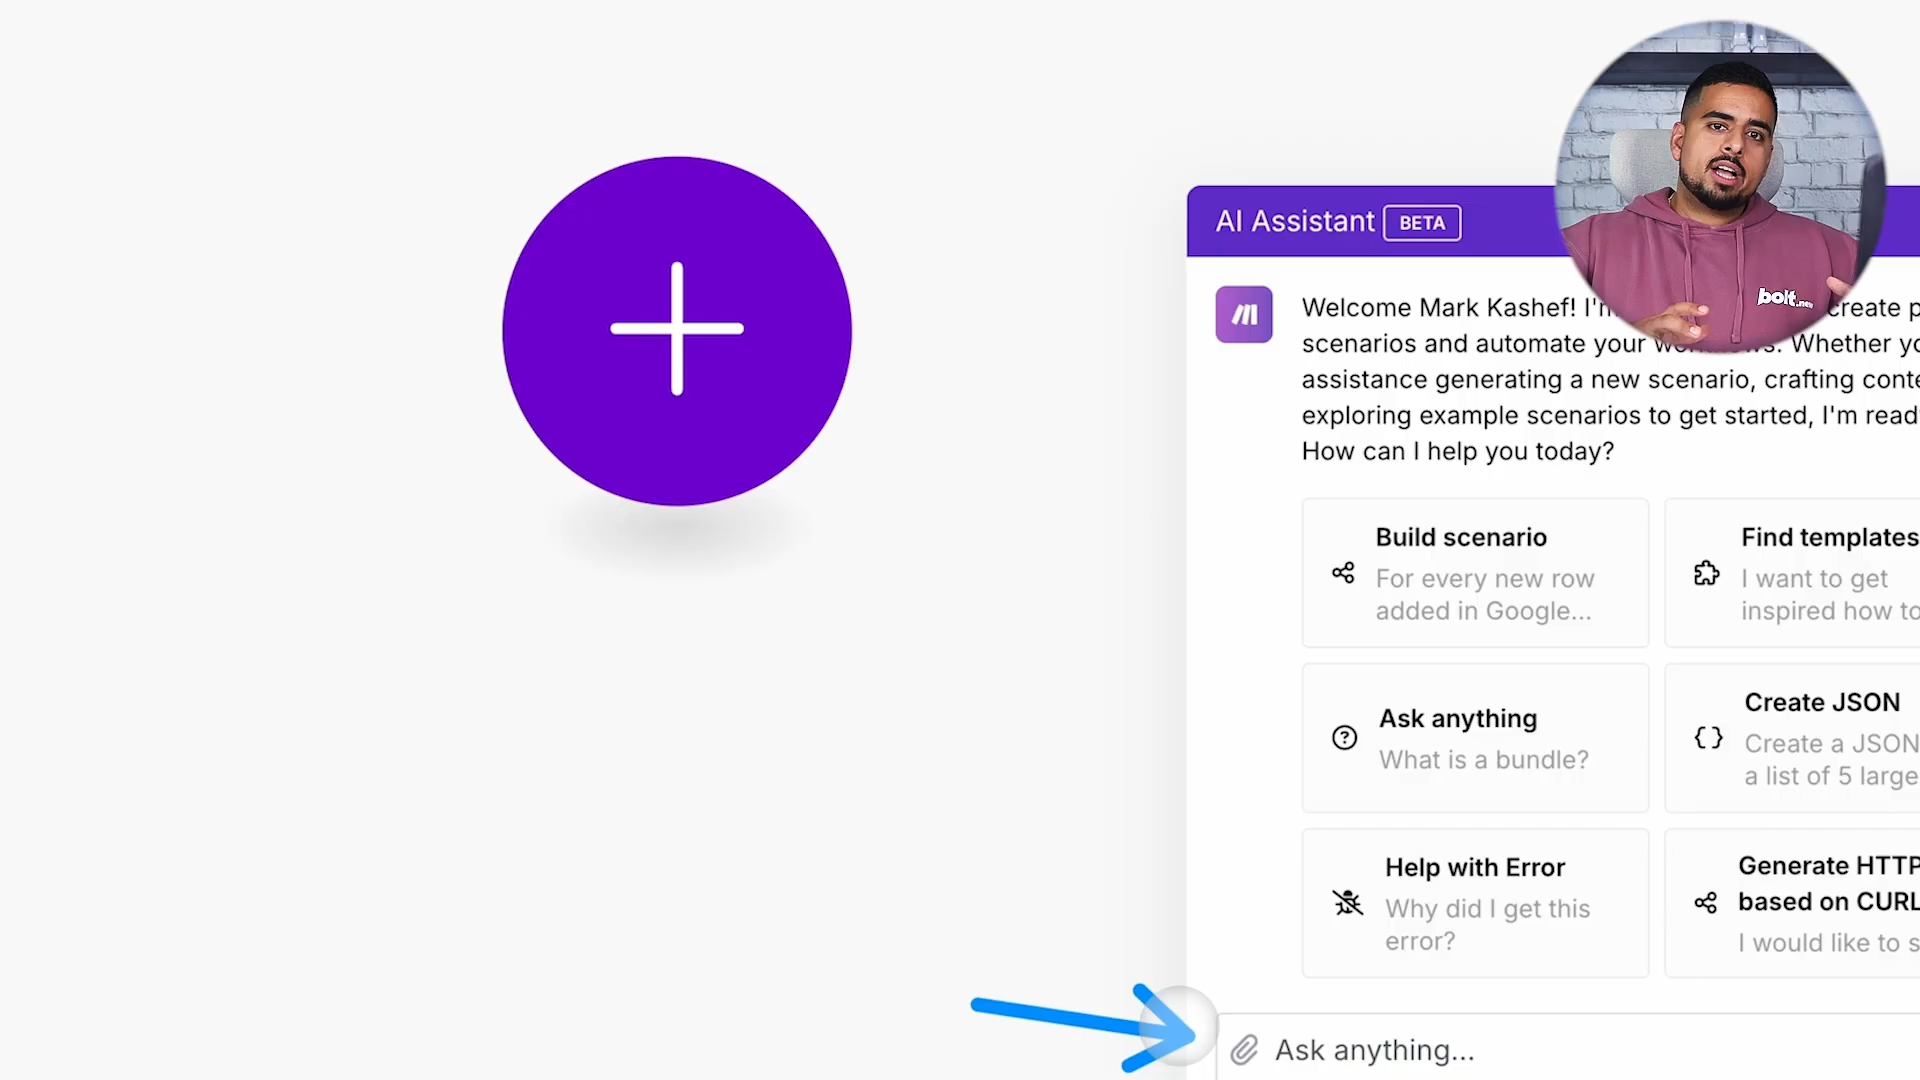 AI Assistant BETA
bolt.new
Welcome Mark Kashef! I'm create
scenarios and automate your workflows. Whether
assistance generating a new scenario, crafting
exploring example scenarios to get started, I'm
How can I help you today?
Build scenario
For every new row
added in Google...
Find templates
I want to get
inspired how to
Ask anything
What is a bundle?
Create JSON
Create a JSON
a list of 5 large
Help with Error
Why did I get this
error?
Generate HTTP
based on CURL
I would like to
Ask anything...